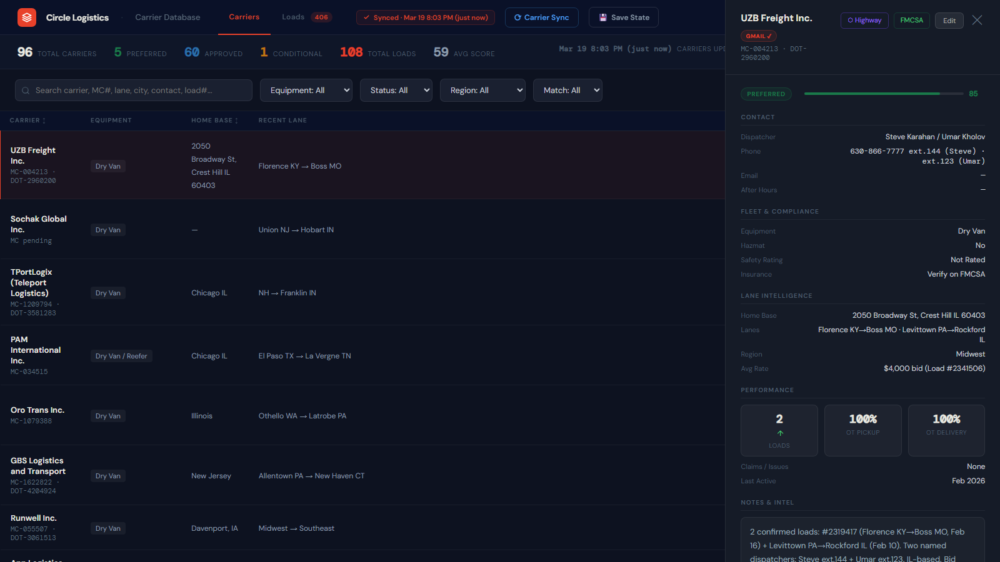 Circle Logistics
Carrier Database
Carriers
Loads 406
✓ Synced · Mar 19 8:03 PM (just now)
⟳ Carrier Sync
💾 Save State
96 TOTAL CARRIERS
5 PREFERRED
60 APPROVED
1 CONDITIONAL
108 TOTAL LOADS
59 AVG SCORE
Mar 19 8:03 PM (just now) CARRIERS UPD
Search carrier, MC#, lane, city, contact, load#...
Equipment: All
Status: All
Region: All
Match: All
CARRIER ↕ EQUIPMENT HOME BASE ↕ RECENT LANE
UZB Freight
Inc.
MC-004213 ·
DOT-2960200
Dry Van
2050
Broadway St,
Crest Hill IL
60403
Florence KY → Boss MO
Sochak Global
Inc.
MC pending
Dry Van
—
Union NJ → Hobart IN
TPortLogix
(Teleport
Logistics)
MC-1209794 ·
DOT-3581283
Dry Van
Chicago IL
NH → Franklin IN
PAM
International
Inc.
MC-034515
Dry Van / Reefer
Chicago IL
El Paso TX → La Vergne TN
Oro Trans Inc.
MC-1079388
Dry Van
Illinois
Othello WA → Latrobe PA
GBS Logistics
and Transport
MC-1622822 ·
DOT-4204924
Dry Van
New Jersey
Allentown PA → New Haven CT
Runwell Inc.
MC-055507 ·
DOT-3061513
Dry Van
Davenport, IA
Midwest → Southeast
UZB Freight Inc.
GMAIL ✓
MC-004213 · DOT-
2960200
⬡ Highway
FMCSA
Edit
PREFERRED
85
CONTACT
Dispatcher Steve Karahan / Umar Kholov
Phone 630-866-7777 ext.144 (Steve) ·
ext.123 (Umar)
Email —
After Hours —
FLEET & COMPLIANCE
Equipment Dry Van
Hazmat No
Safety Rating Not Rated
Insurance Verify on FMCSA
LANE INTELLIGENCE
Home Base 2050 Broadway St, Crest Hill IL 60403
Lanes Florence KY→Boss MO · Levittown PA→Rockford
IL
Region Midwest
Avg Rate $4,000 bid (Load #2341506)
PERFORMANCE
2
↑
LOADS
100%
OT PICKUP
100%
OT DELIVERY
Claims / Issues None
Last Active Feb 2026
NOTES & INTEL
2 confirmed loads: #2319417 (Florence KY→Boss MO, Feb
16) + Levittown PA→Rockford IL (Feb 10). Two named
dispatchers: Steve ext.144 + Umar ext.123. IL-based. Bid